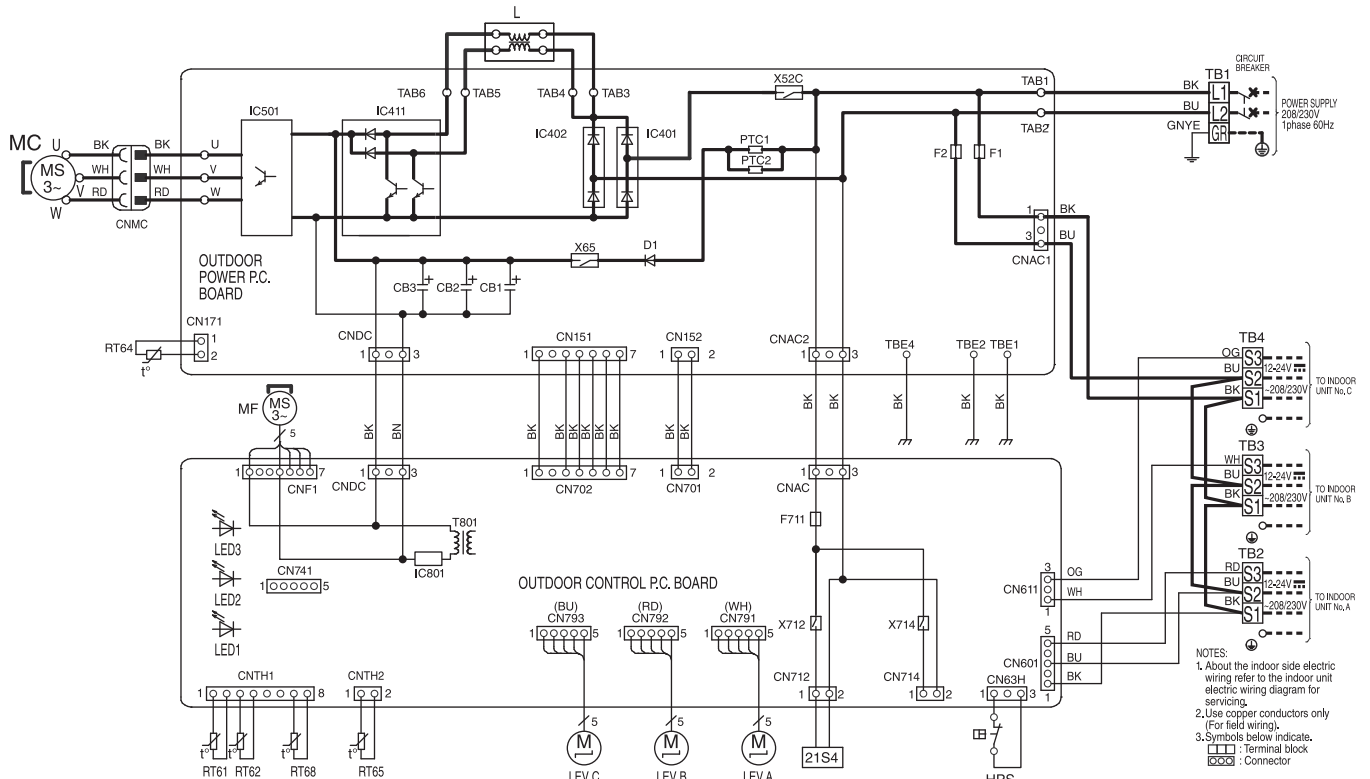 L
X52C
TAB1
TB1
CIRCUIT
BREAKER
TAB6
TAB5
TAB4
TAB3
BK
L1
BU
L2
GNYE
GR
POWER SUPPLY
208/230V
1phase 60Hz
TAB2
IC501
IC411
IC402
IC401
PTC1
PTC2
F2
F1
MC
U
V
W
MS
3~
BK
WH
RD
CNMC
BK
WH
RD
U
V
W
1
3
BK
BU
CNAC1
OUTDOOR
POWER P.C.
BOARD
X65
D1
CB3
+
CB2
+
CB1
+
CN171
1
2
RT64
t°
CNDC
1
3
CN151
1
7
CN152
1
2
CNAC2
1
3
TBE4
TBE2
TBE1
TB4
OG
S3
BU
S2
12-24V
BK
S1
~208/230V
TO INDOOR
UNIT No. C
MF
MS
3~
5
BK
BN
BK
BK
BK
BK
BK
BK
BK
BK
BK
BK
BK
BK
BK
TB3
WH
S3
BU
S2
12-24V
BK
S1
~208/230V
TO INDOOR
UNIT No. B
1
7
CNF1
1
3
CNDC
1
7
CN702
1
2
CN701
1
3
CNAC
F711
T801
IC801
LED3
LED2
LED1
CN741
1
5
OUTDOOR CONTROL P.C. BOARD
TB2
RD
S3
BU
S2
12-24V
BK
S1
~208/230V
TO INDOOR
UNIT No. A
3
CN611
1
OG
WH
(BU)
CN793
1
5
(RD)
CN792
1
5
(WH)
CN791
1
5
X712
X714
5
CN601
1
RD
BU
BK
CNTH1
1
8
CNTH2
1
2
CN712
1
2
CN714
1
2
CN63H
1
3
NOTES:
1. About the indoor side electric
wiring refer to the indoor unit
electric wiring diagram for
servicing.
2. Use copper conductors only
(For field wiring).
3. Symbols below indicate.
: Terminal block
: Connector
t°
t°
t°
t°
RT61
RT62
RT68
RT65
5
M
LEV C
5
M
LEV B
5
M
LEV A
21S4
HPS